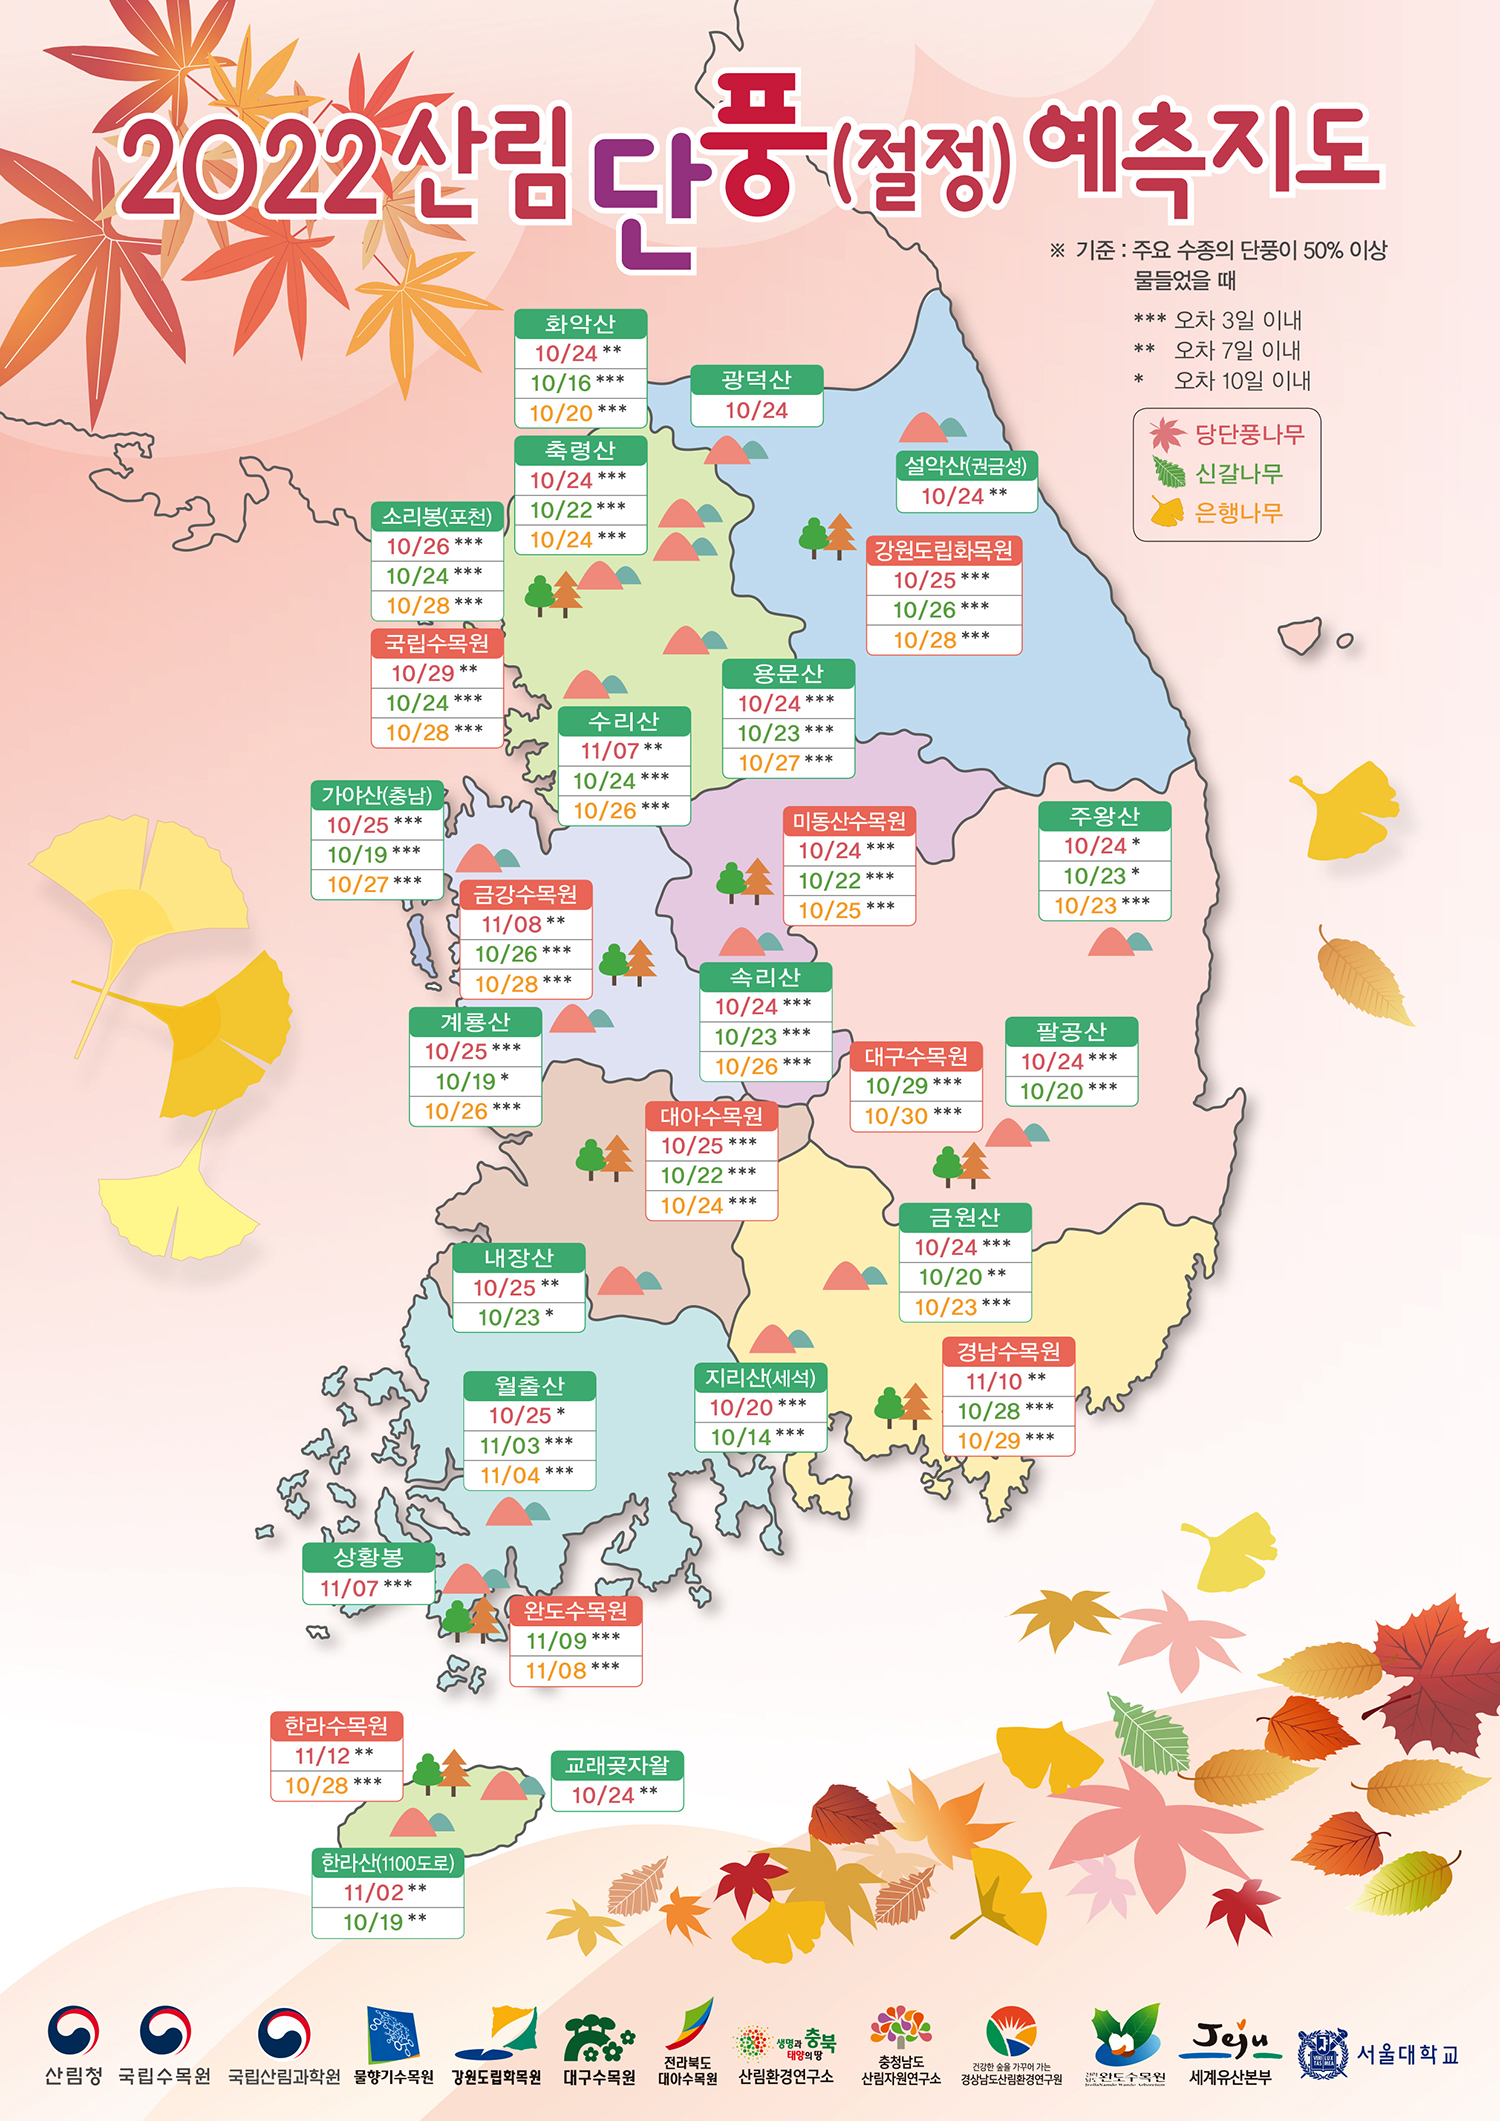 2022 산림 단풍(절정) 예측지도
※ 기준 : 주요 수종의 단풍이 50% 이상
물들었을 때
*** 오차 3일 이내
** 오차 7일 이내
* 오차 10일 이내
당단풍나무
신갈나무
은행나무
화악산
10/24 **
10/16 ***
10/20 ***
광덕산
10/24
축령산
10/24 ***
10/22 ***
10/24 ***
설악산(권금성)
10/24 **
소리봉(포천)
10/26 ***
10/24 ***
10/28 ***
강원도립화목원
10/25 ***
10/26 ***
10/28 ***
국립수목원
10/29 **
10/24 ***
10/28 ***
용문산
10/24 ***
10/23 ***
10/27 ***
수리산
11/07 **
10/24 ***
10/26 ***
가야산(충남)
10/25 ***
10/19 ***
10/27 ***
미동산수목원
10/24 ***
10/22 ***
10/25 ***
주왕산
10/24 *
10/23 *
10/23 ***
금강수목원
11/08 **
10/26 ***
10/28 ***
속리산
10/24 ***
10/23 ***
10/26 ***
계룡산
10/25 ***
10/19 *
10/26 ***
대구수목원
10/29 ***
10/30 ***
팔공산
10/24 ***
10/20 ***
대아수목원
10/25 ***
10/22 ***
10/24 ***
금원산
10/24 ***
10/20 **
10/23 ***
내장산
10/25 **
10/23 *
경남수목원
11/10 **
10/28 ***
10/29 ***
지리산(세석)
10/20 ***
10/14 ***
월출산
10/25 *
11/03 ***
11/04 ***
상황봉
11/07 ***
완도수목원
11/09 ***
11/08 ***
한라수목원
11/12 **
10/28 ***
교래곶자왈
10/24 **
한라산(1100도로)
11/02 **
10/19 **
산림청
국립수목원
국립산림과학원
물향기수목원
강원도립화목원
대구수목원
전라북도
대아수목원
생명과 충북
태양의 땅
산림환경연구소
충청남도
산림자원연구소
건강한 숲을 가꾸어 가는
경상남도산림환경연구원
완도수목원
Jeju
세계유산본부
서울대학교